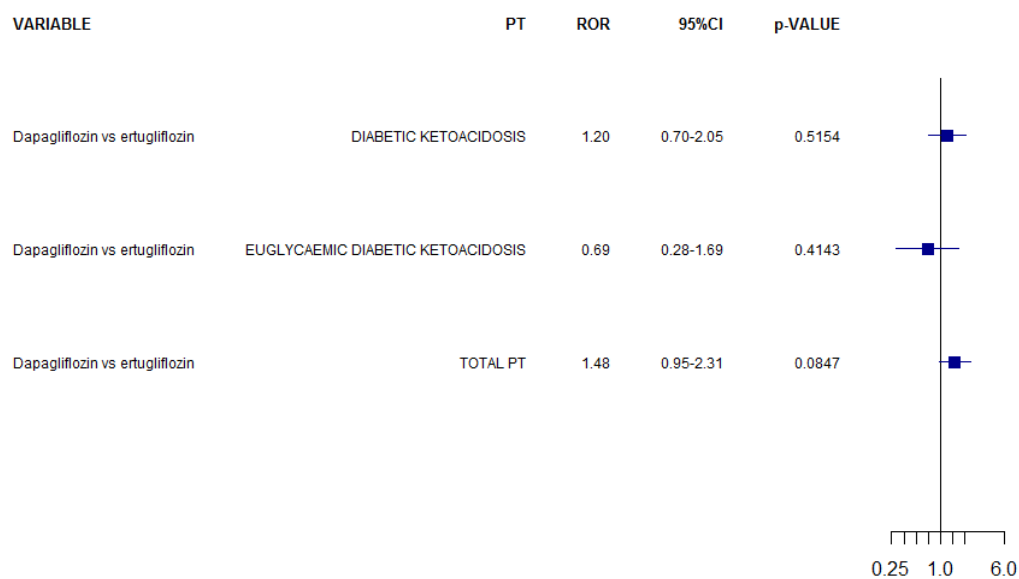 VARIABLE PT ROR 95%CI p-VALUE
Dapagliflozin vs ertugliflozin DIABETIC KETOACIDOSIS 1.20 0.70-2.05 0.5154
Dapagliflozin vs ertugliflozin EUGLYCAEMIC DIABETIC KETOACIDOSIS 0.69 0.28-1.69 0.4143
Dapagliflozin vs ertugliflozin TOTAL PT 1.48 0.95-2.31 0.0847
0.25 1.0 6.0